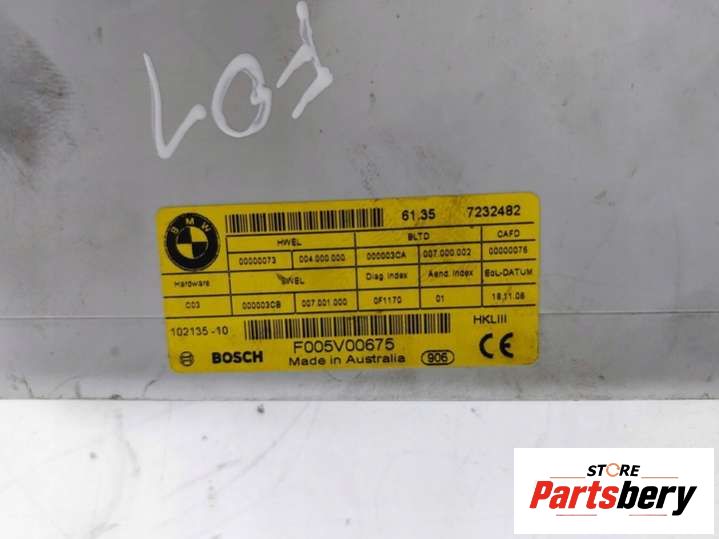 F01
BMW
61.35 7232482
HWEL BLTD CAFD
00000073 004.000.000 000003CA 007.000.002 00000076
Hardware SWEL Diag Index Aend. Index EoL-DATUM
C03 000003CB 007.001.000 0F1170 01 18.11.08
102135-10 HKLIII
F005V00675
BOSCH Made in Australia 906 CE
STORE
Partsbery